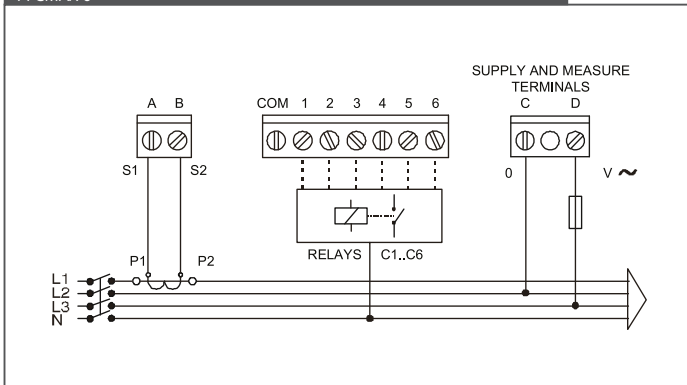 SUPPLY AND MEASURE
TERMINALS
A B
COM 1 2 3 4 5 6
C D
S1 S2
0 V ~
RELAYS C1..C6
P1 P2
L1
L2
L3
N